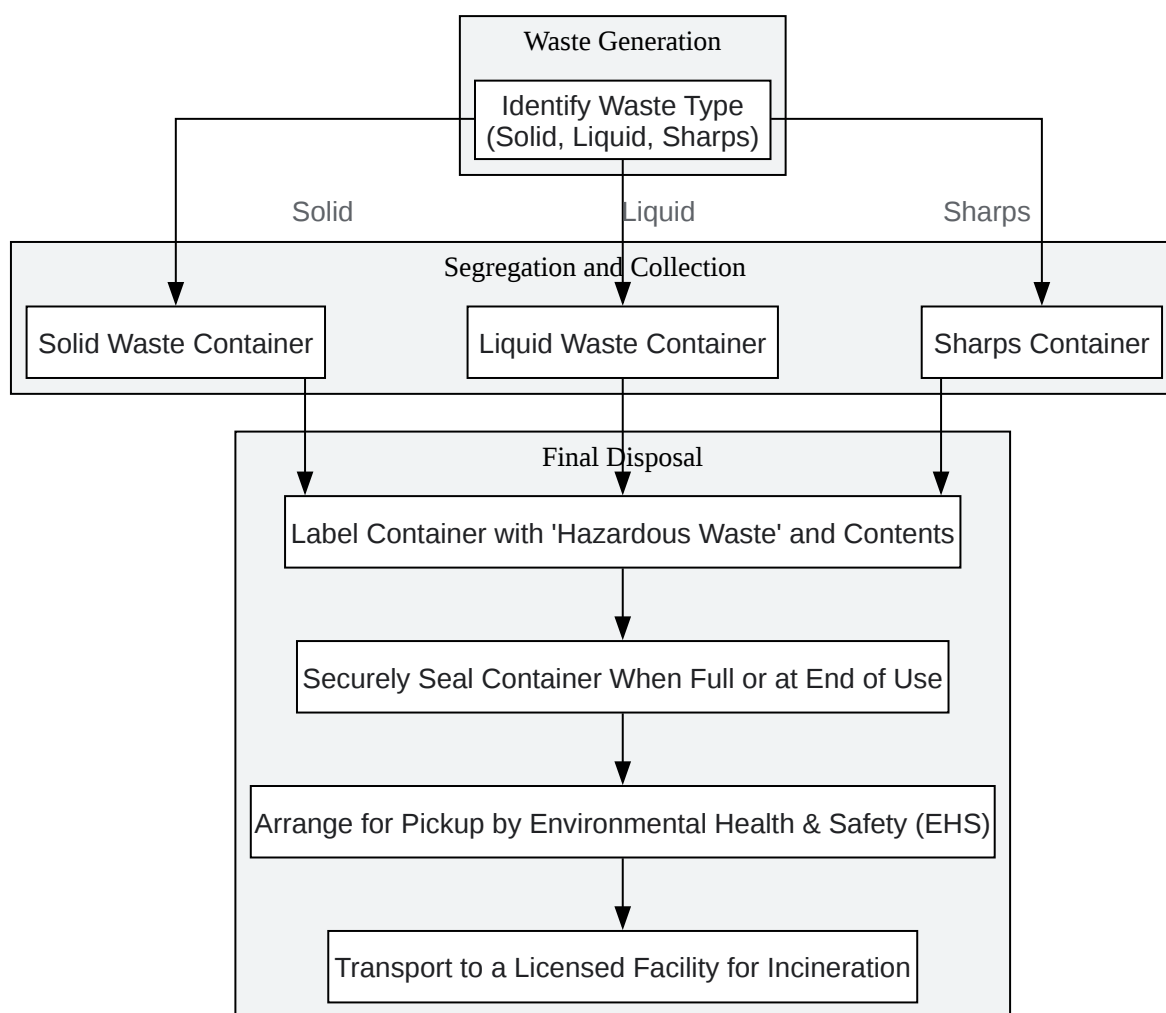 Waste Generation
Identify Waste Type
(Solid, Liquid, Sharps)
Solid
Liquid
Sharps
Segregation and Collection
Solid Waste Container
Liquid Waste Container
Sharps Container
Final Disposal
Label Container with 'Hazardous Waste' and Contents
Securely Seal Container When Full or at End of Use
Arrange for Pickup by Environmental Health & Safety (EHS)
Transport to a Licensed Facility for Incineration